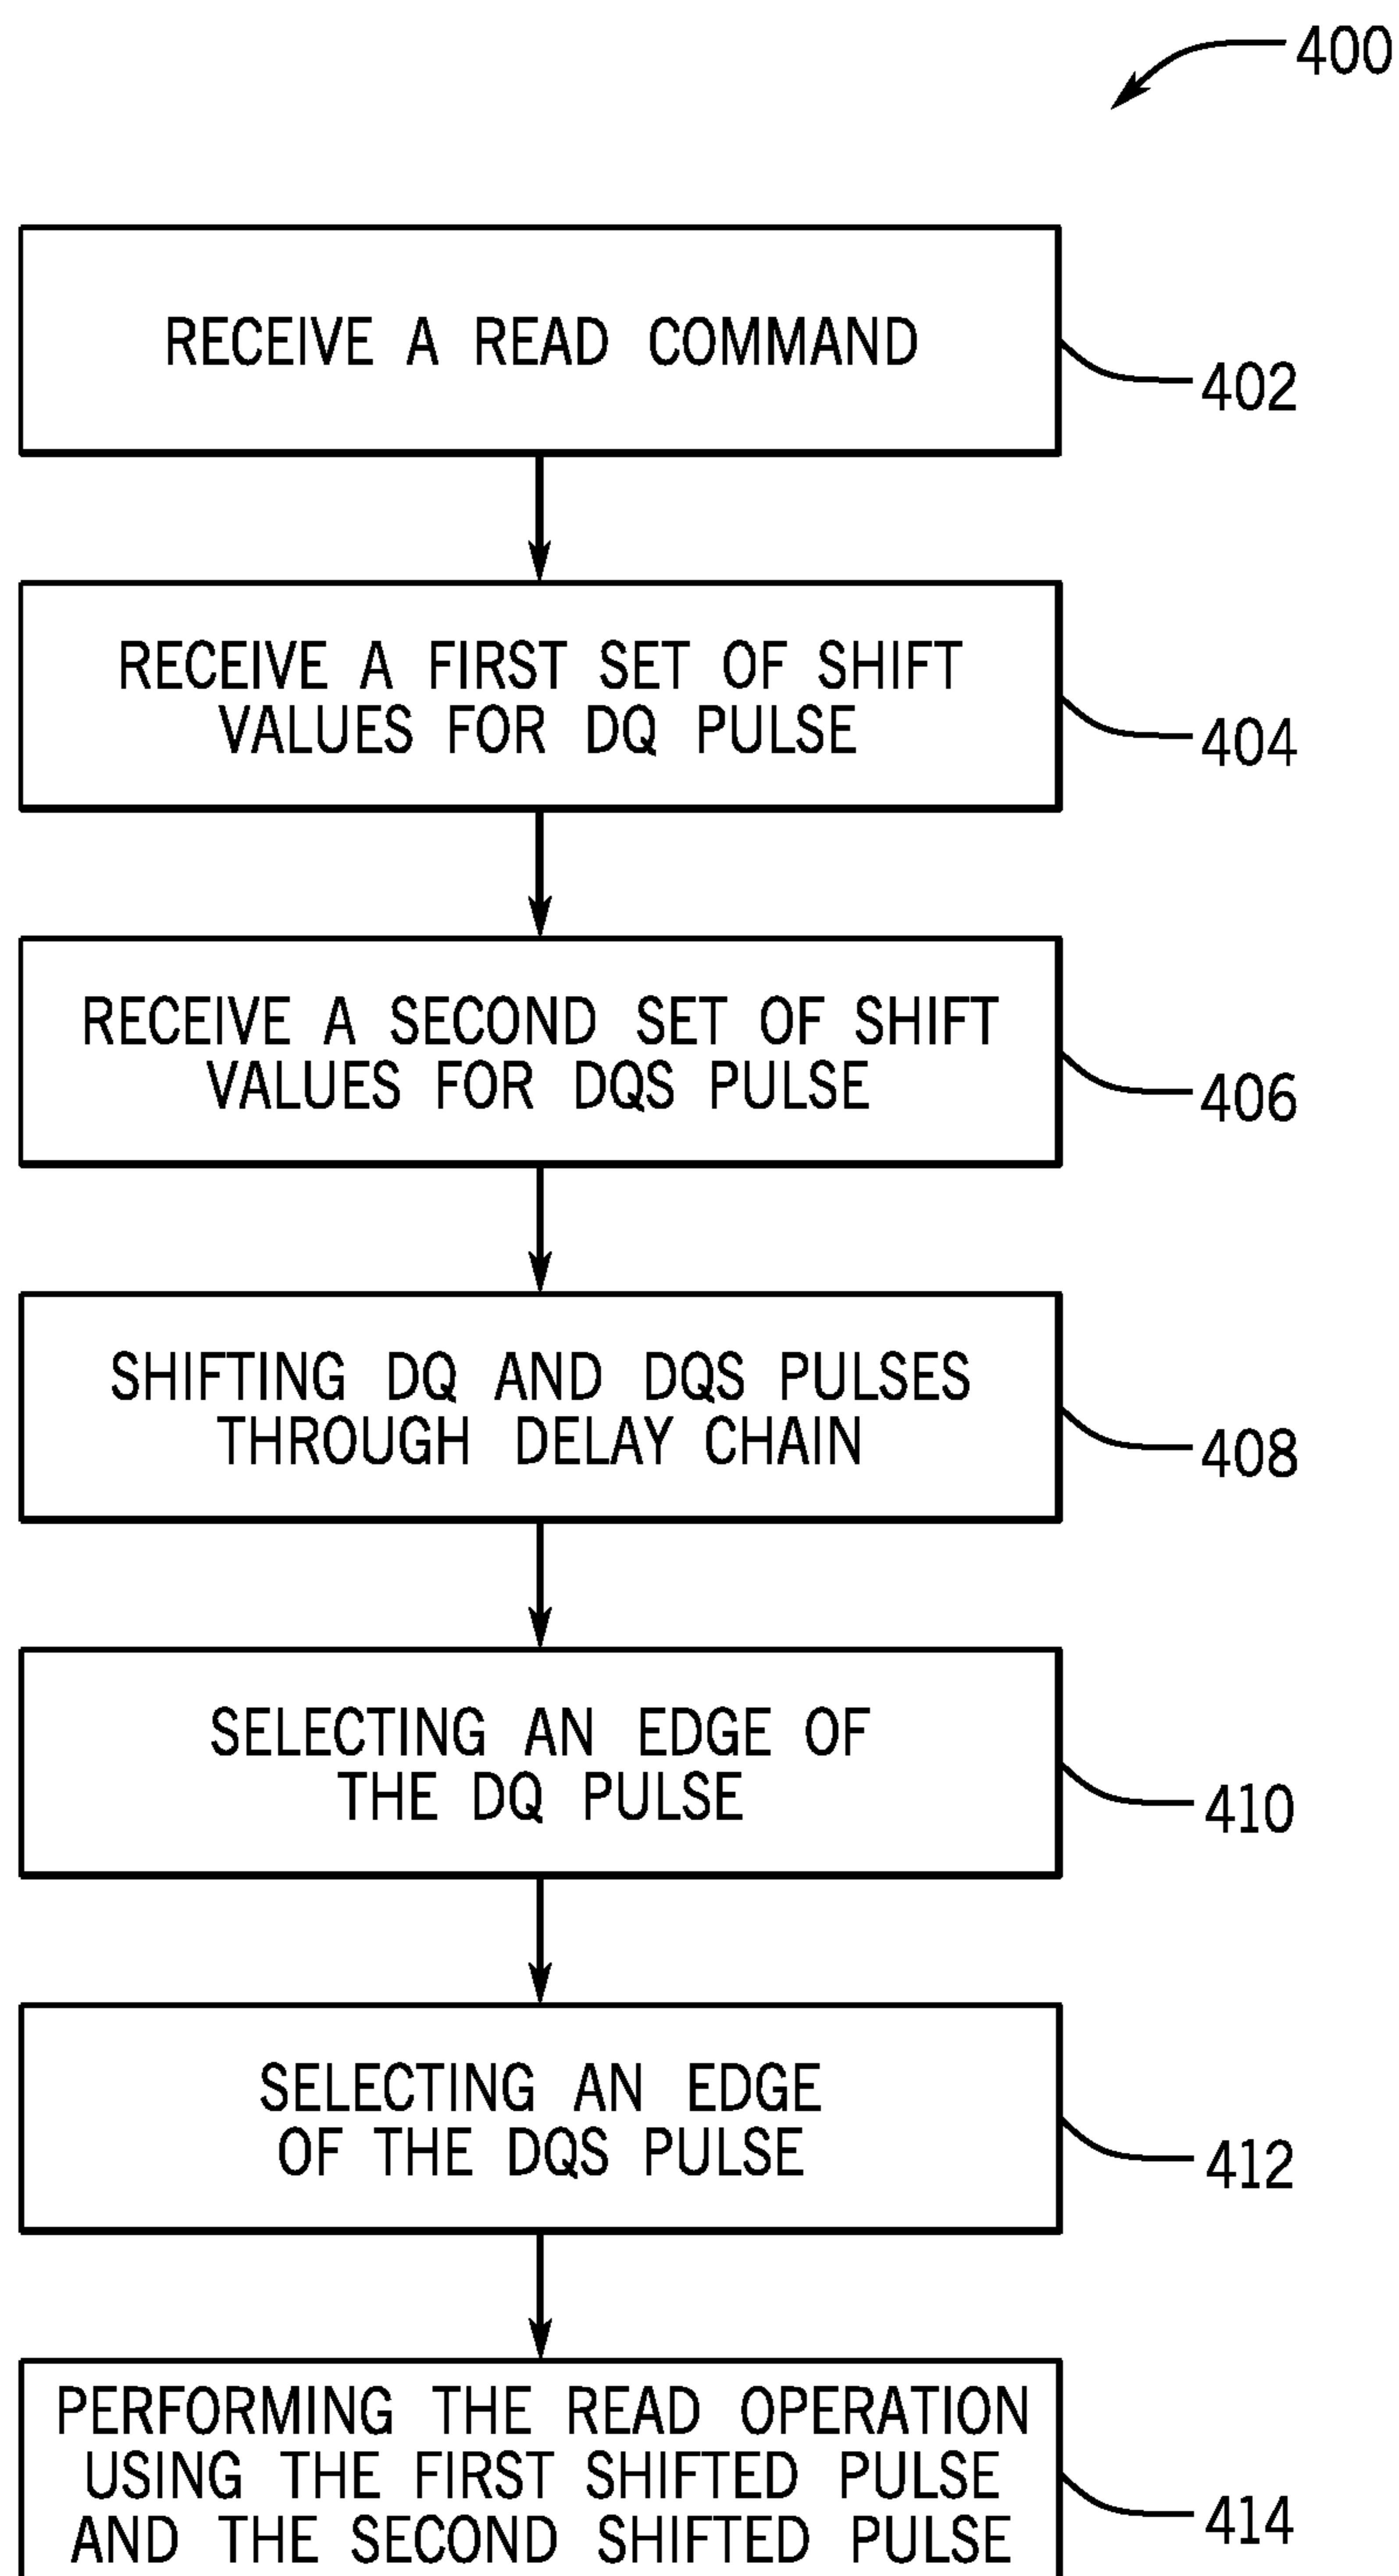 400
RECEIVE A READ COMMAND
402
RECEIVE A FIRST SET OF SHIFT
VALUES FOR DQ PULSE
404
RECEIVE A SECOND SET OF SHIFT
VALUES FOR DQS PULSE
406
SHIFTING DQ AND DQS PULSES
THROUGH DELAY CHAIN
408
SELECTING AN EDGE OF
THE DQ PULSE
410
SELECTING AN EDGE
OF THE DQS PULSE
412
PERFORMING THE READ OPERATION
USING THE FIRST SHIFTED PULSE
AND THE SECOND SHIFTED PULSE
414